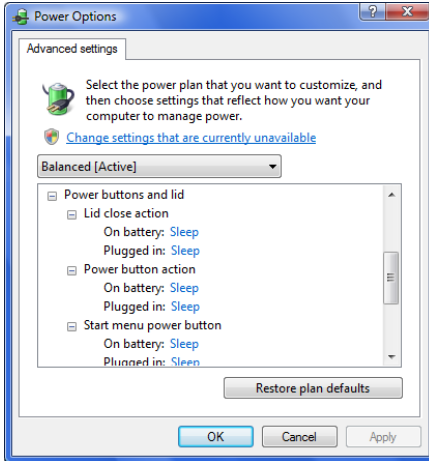 Power Options
Advanced settings
Select the power plan that you want to customize, and
then choose settings that reflect how you want your
computer to manage power.
Change settings that are currently unavailable
Balanced [Active]
Power buttons and lid
Lid close action
On battery: Sleep
Plugged in: Sleep
Power button action
On battery: Sleep
Plugged in: Sleep
Start menu power button
On battery: Sleep
Plugged in: Sleep
Restore plan defaults
OK Cancel Apply